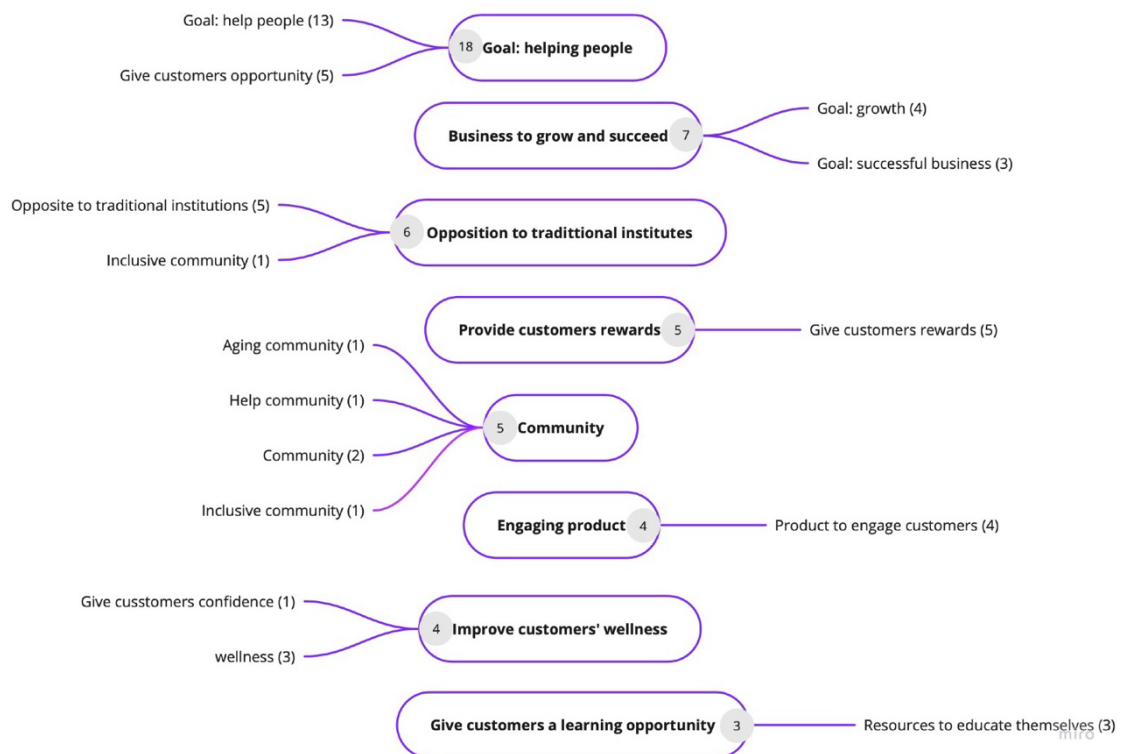 Goal: help people (13)
18 Goal: helping people
Give customers opportunity (5)
Business to grow and succeed 7
Goal: growth (4)
Goal: successful business (3)
Opposite to traditional institutions (5)
6 Opposition to tradittional institutes
Inclusive community (1)
Provide customers rewards 5
Give customers rewards (5)
Aging community (1)
Help community (1)
5 Community
Community (2)
Inclusive community (1)
Engaging product 4
Product to engage customers (4)
Give cusstomers confidence (1)
4 Improve customers' wellness
wellness (3)
Give customers a learning opportunity 3
Resources to educate themselves (3)
miro